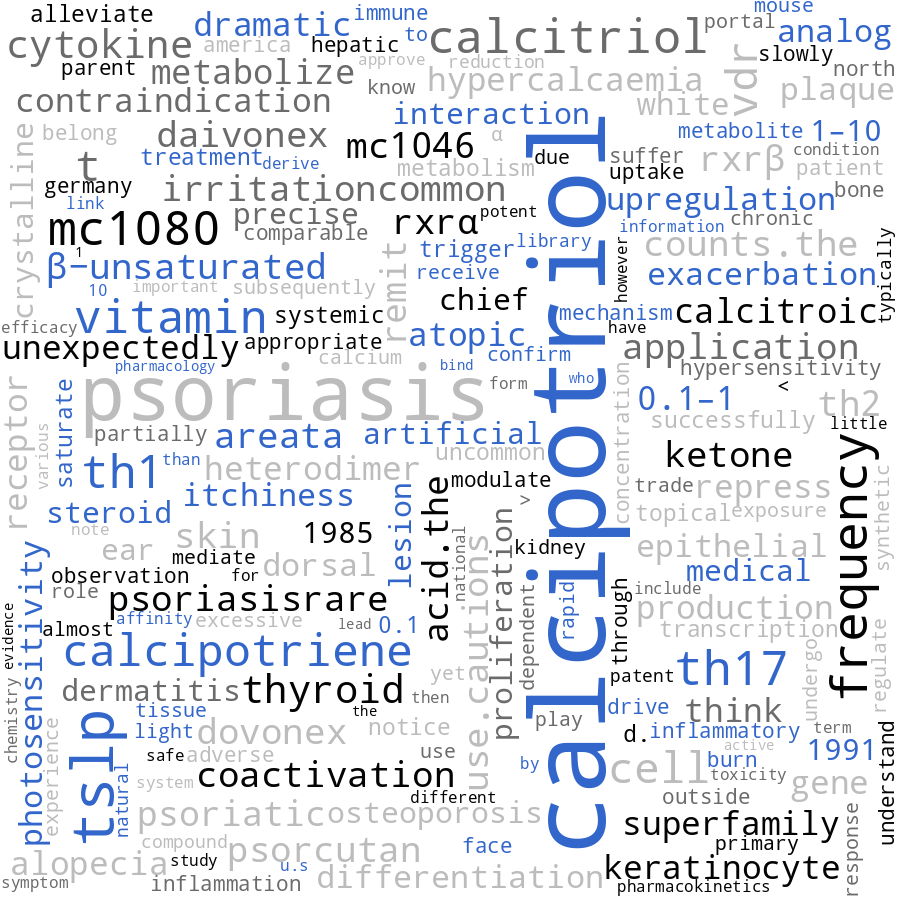 alleviate
dramatic
immune
mouse
cytokine
america
hepatic
to
calcitriol
portal
analog
parent
metabolize
approve
reduction
slowly
north
know
hypercalcaemia
vdr
plaque
contraindication
interaction
white
crystalline
belong
daivonex
mc1046
α
due
metabolite
1–10
t
treatment
derive
metabolism
calcipotriol
suffer
rxrβ
condition
uptake
patient
germany
irritationcommon
upregulation
bone
link
mc1080
precise
rxrα
potent
information
chronic
comparable
trigger
library
however
counts.the
typically
1
β–unsaturated
remit
receive
exacerbation
10
important
subsequently
chief
efficacy
vitamin
systemic
atopic
mechanism
calcitroic
have
unexpectedly
appropriate
calcium
confirm
application
pharmacology
bind
who
hypersensitivity
receptor
psoriasis
form
concentration
0.1–1
<
th2
various
saturate
partially
areata
artificial
successfully
little
th1
than
heterodimer
uncommon
ketone
frequency
modulate
trade
repress
synthetic
itchiness
lesion
acid.the
>
steroid
topical
exposure
note
skin
1985
national
use.cautions
proliferation
ear
mediate
dorsal
kidney
epithelial
photosensitivity
observation
for
dependent
rapid
through
medical
role
psoriasisrare
include
production
evidence
almost
affinity
excessive
lead
0.1
transcription
regulate
calcipotriene
yet
undergo
chemistry
dermatitis
thyroid
then
patent
th17
tslp
tissue
the
drive
think
experience
light
dovonex
notice
play
d.
inflammatory
term
understand
safe
adverse
use
active
1991
natural
system
coactivation
by
cell
burn
toxicity
gene
different
outside
psoriatic
osteoporosis
superfamily
response
compound
psorcutan
face
primary
alopecia
study
u.s
keratinocyte
symptom
inflammation
differentiation
pharmacokinetics